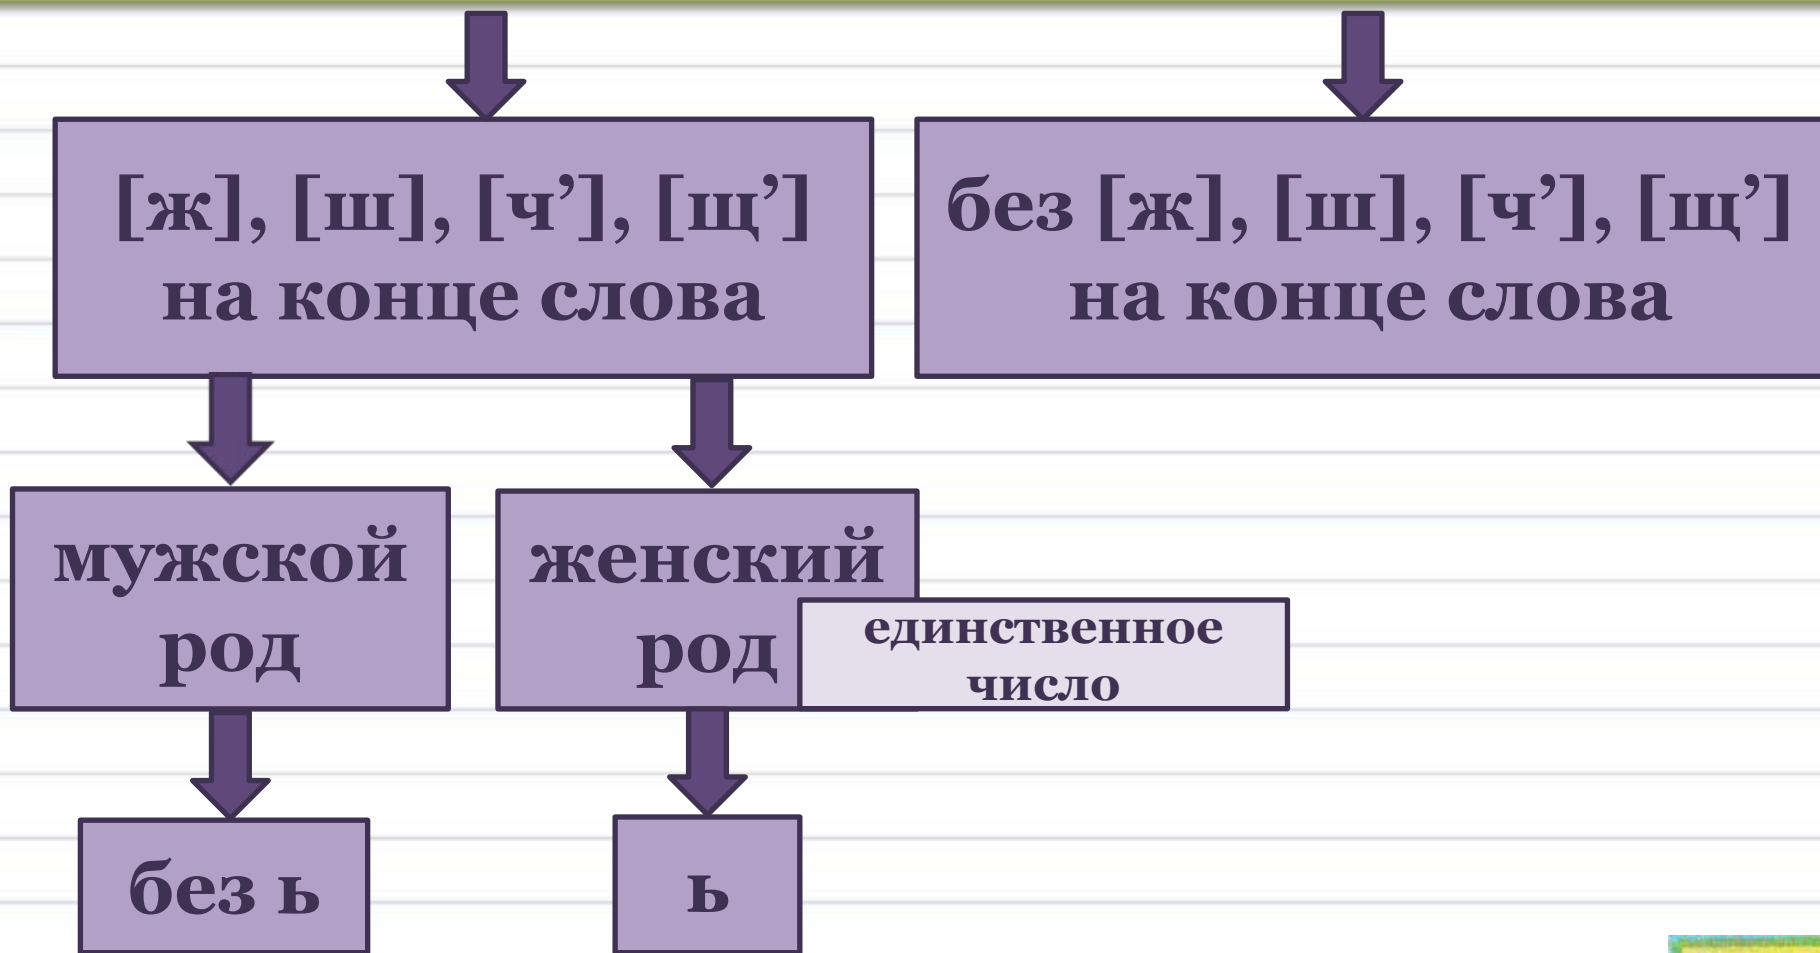 [ж], [ш], [ч’], [щ’]
на конце слова
без [ж], [ш], [ч’], [щ’]
на конце слова
мужской
род
женский
род
единственное
число
без ь
ь